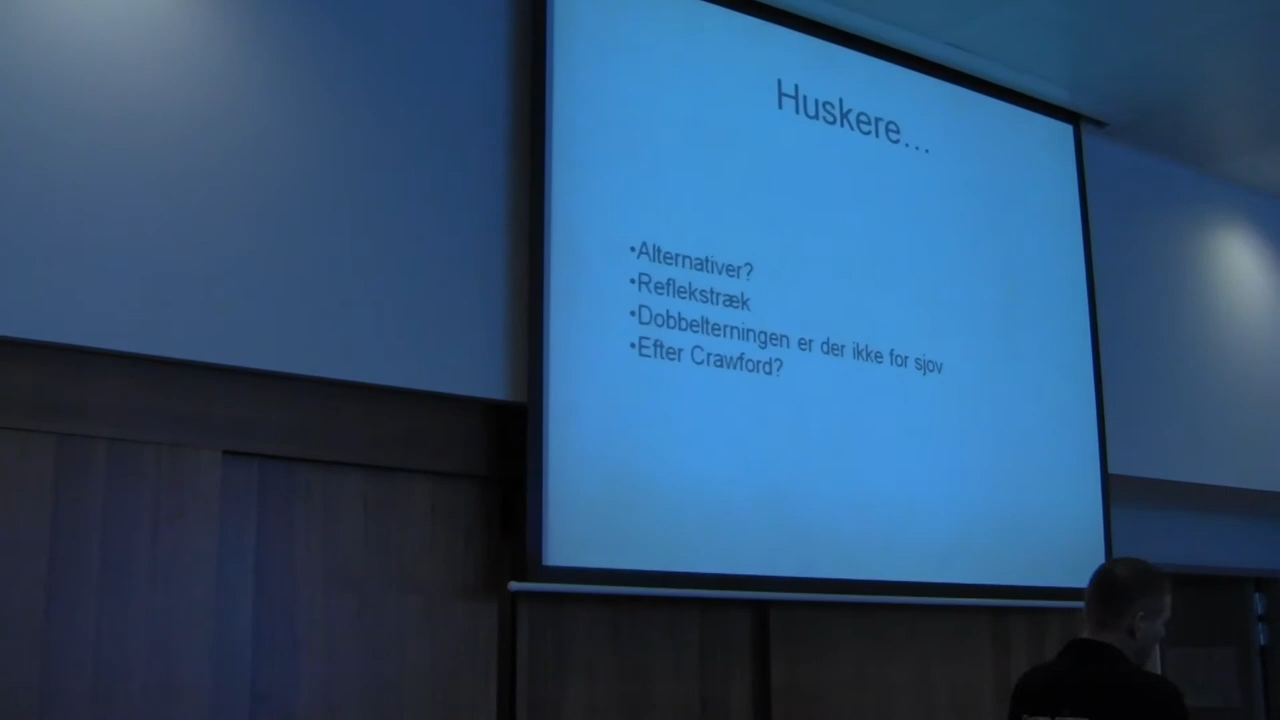 Huskere...
•Alternativer?
•Reflekstræk
•Dobbelterningen er der ikke for sjov
•Efter Crawford?